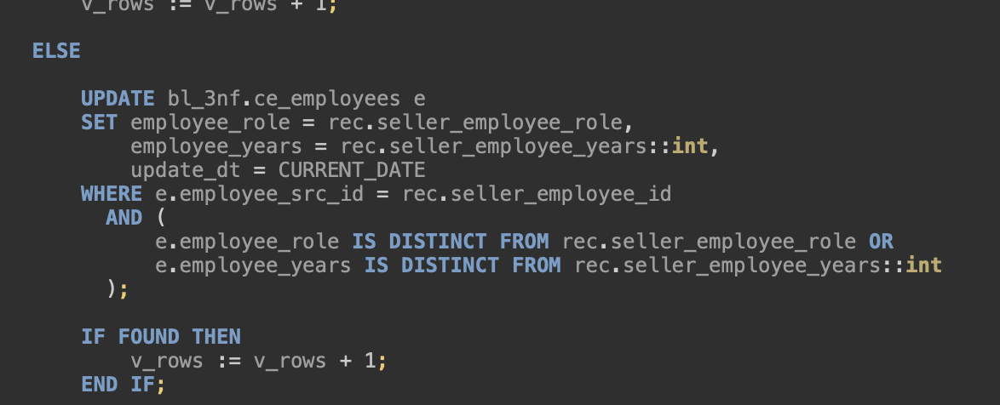 v_rows := v_rows + 1;
ELSE
UPDATE bl_3nf.ce_employees e
SET employee_role = rec.seller_employee_role,
employee_years = rec.seller_employee_years::int,
update_dt = CURRENT_DATE
WHERE e.employee_src_id = rec.seller_employee_id
AND (
e.employee_role IS DISTINCT FROM rec.seller_employee_role OR
e.employee_years IS DISTINCT FROM rec.seller_employee_years::int
);
IF FOUND THEN
v_rows := v_rows + 1;
END IF;